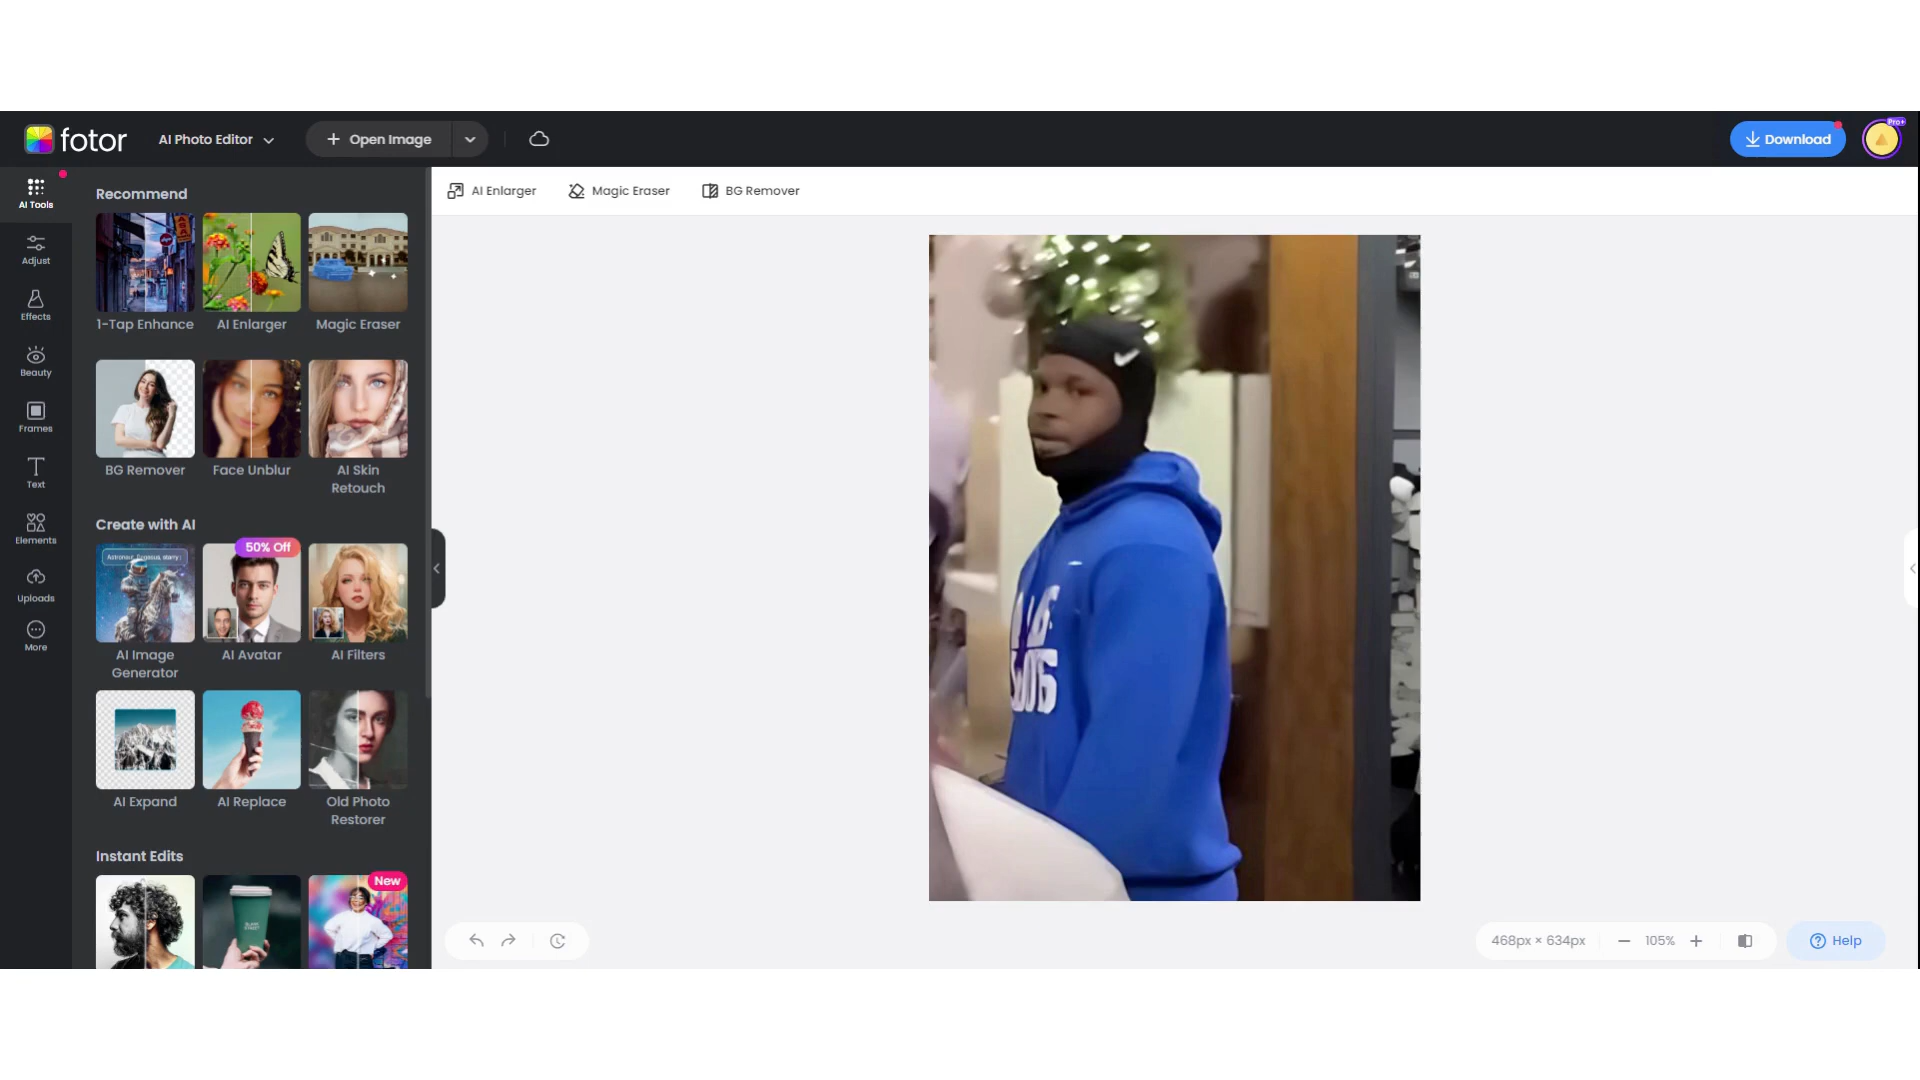 fotor
AI Photo Editor
Open Image
Download
Pro+
AI Tools
Adjust
Effects
Beauty
Frames
Text
Elements
Uploads
More
Recommend
1-Tap Enhance
AI Enlarger
Magic Eraser
BG Remover
Face Unblur
AI Skin
Retouch
Create with AI
50% Off
AI Image
Generator
AI Avatar
AI Filters
AI Expand
AI Replace
Old Photo
Restorer
Instant Edits
New
AI Enlarger
Magic Eraser
BG Remover
468px × 634px
105%
Help